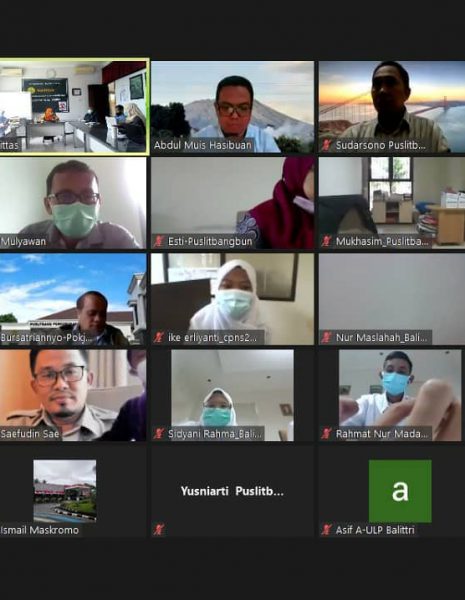 ittas
Abdul Muis Hasibuan
Sudarsono Puslitb...
Mulyawan
Esti-Puslitbangbun
Mukhasim_Puslitba...
Bursatriannyo-Pokj...
ike erliyanti_cpns2...
Nur Maslahah_Bali...
Saefudin Sae
Sidyani Rahma_Bali...
Rahmat Nur Mada...
Ismail Maskromo
Yusniarti Puslitb...
a
Asif A-ULP Balittri